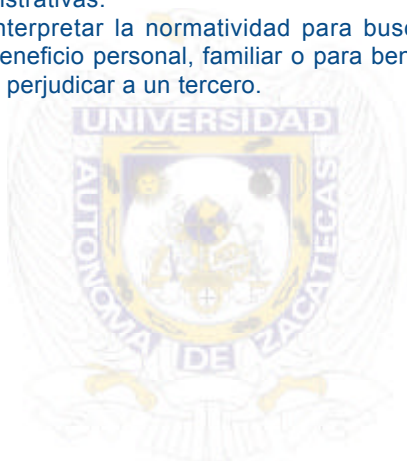 istrativas.
nterpretar la normatividad para busc
eneficio personal, familiar o para ben
perjudicar a un tercero.
UNIVERSIDAD
AUTONOMA
DE
ZACATECAS